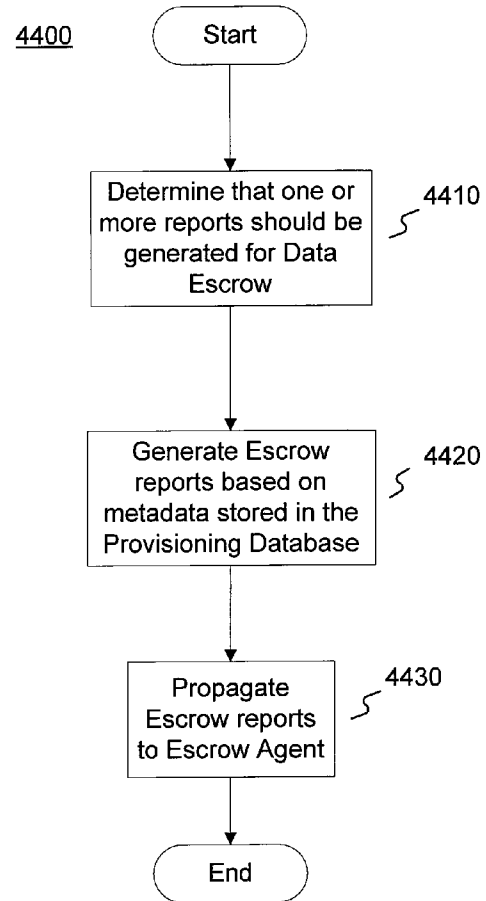 4400
Start
Determine that one or
more reports should be
generated for Data
Escrow
4410
Generate Escrow
reports based on
metadata stored in the
Provisioning Database
4420
Propagate
Escrow reports
to Escrow Agent
4430
End